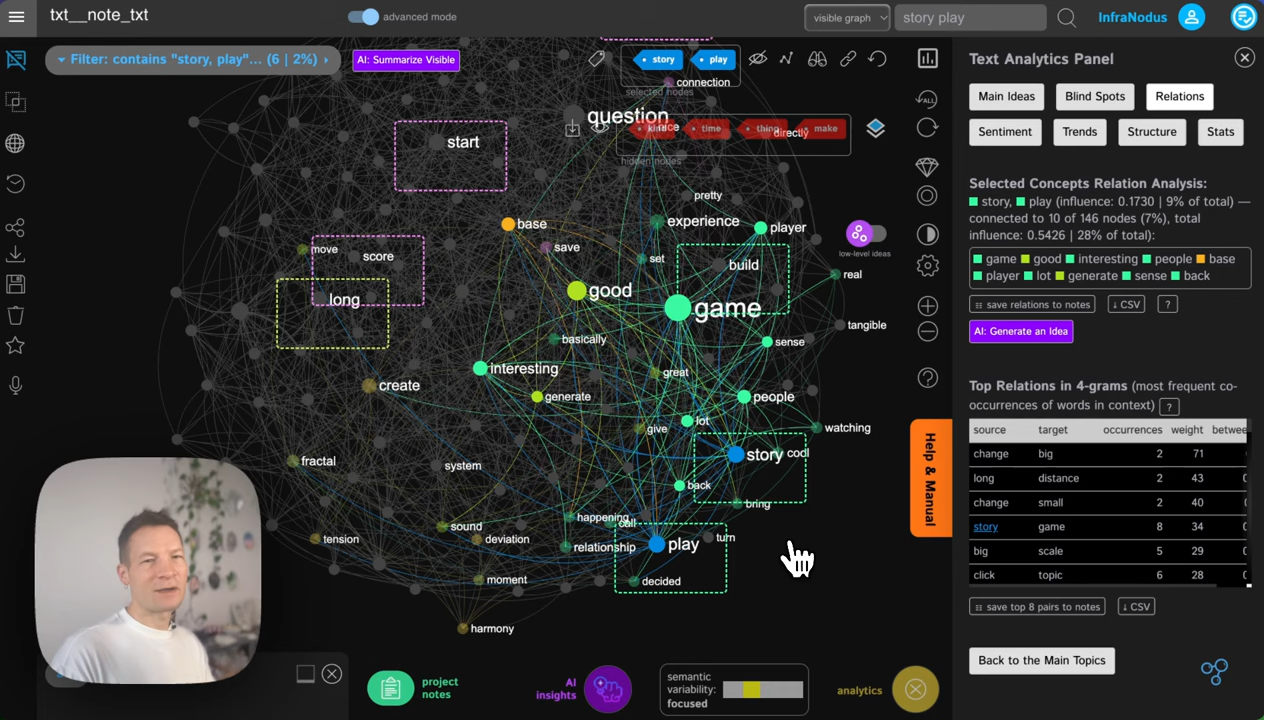 txt__note_txt
advanced mode
visible graph
story play
InfraNodus
Filter: contains "story, play"... (6 | 2%)
AI: Summarize Visible
story
play
selected nodes
connection
question
nice
time
thing
make
directly
hidden nodes
start
pretty
base
experience
player
save
move
score
set
build
low-level ideas
real
long
good
game
tangible
basically
sense
interesting
great
create
generate
people
lot
give
watching
fractal
system
story
cool
back
bring
happening
call
sound
tension
deviation
relationship
play
turn
moment
decided
harmony
Help & Manual
project
notes
AI
insights
semantic
variability:
focused
analytics
Text Analytics Panel
Main Ideas
Blind Spots
Relations
Sentiment
Trends
Structure
Stats
Selected Concepts Relation Analysis:
story, play (influence: 0.1730 | 9% of total) —
connected to 10 of 146 nodes (7%), total
influence: 0.5426 | 28% of total):
game good interesting people base
player lot generate sense back
save relations to notes
↓ CSV
?
AI: Generate an Idea
Top Relations in 4-grams (most frequent co-
occurrences of words in context) ?
source target occurrences weight betwee
change big 2 71
long distance 2 43
change small 2 40
story game 8 34
big scale 5 29
click topic 6 28
save top 8 pairs to notes
↓ CSV
Back to the Main Topics